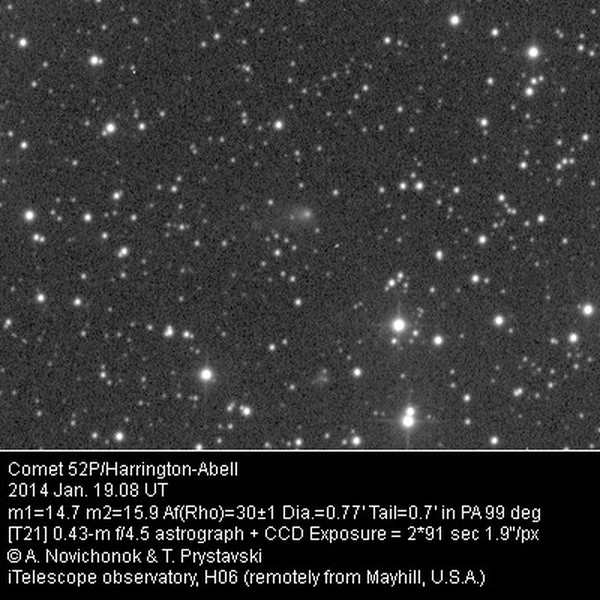 Comet 52P/Harrington-Abell
2014 Jan. 19.08 UT
m1=14.7 m2=15.9 Af(Rho)=30±1 Dia.=0.77' Tail=0.7' in PA 99 deg
[T21] 0.43-m f/4.5 astrograph + CCD Exposure = 2*91 sec 1.9"/px
© A. Novichonok & T. Prystavski
iTelescope observatory, H06 (remotely from Mayhill, U.S.A.)